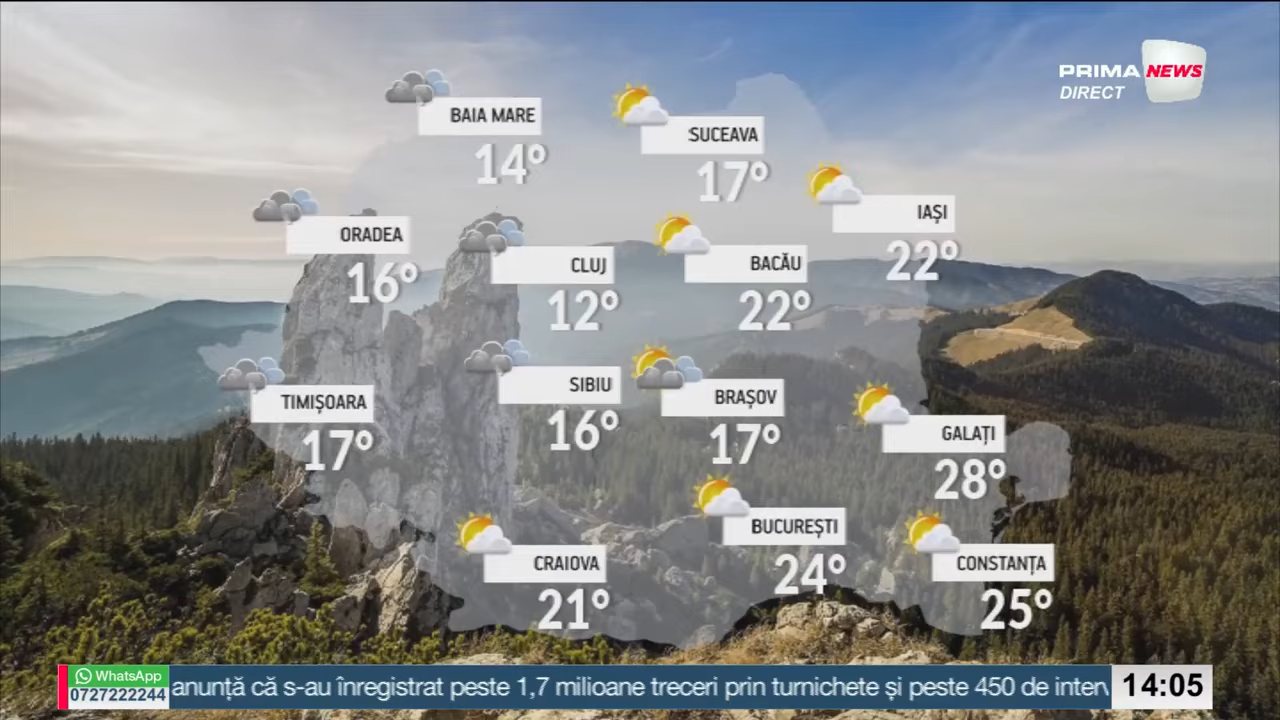 PRIMA NEWS
DIRECT
BAIA MARE
14°
SUCEAVA
17°
IAȘI
22°
ORADEA
16°
CLUJ
12°
BACĂU
22°
TIMIȘOARA
17°
SIBIU
16°
BRAȘOV
17°
GALAȚI
28°
CRAIOVA
21°
BUCUREȘTI
24°
CONSTANȚA
25°
WhatsApp
0727222244
anunță că s-au înregistrat peste 1,7 milioane treceri prin turnichete și peste 450 de
14:05